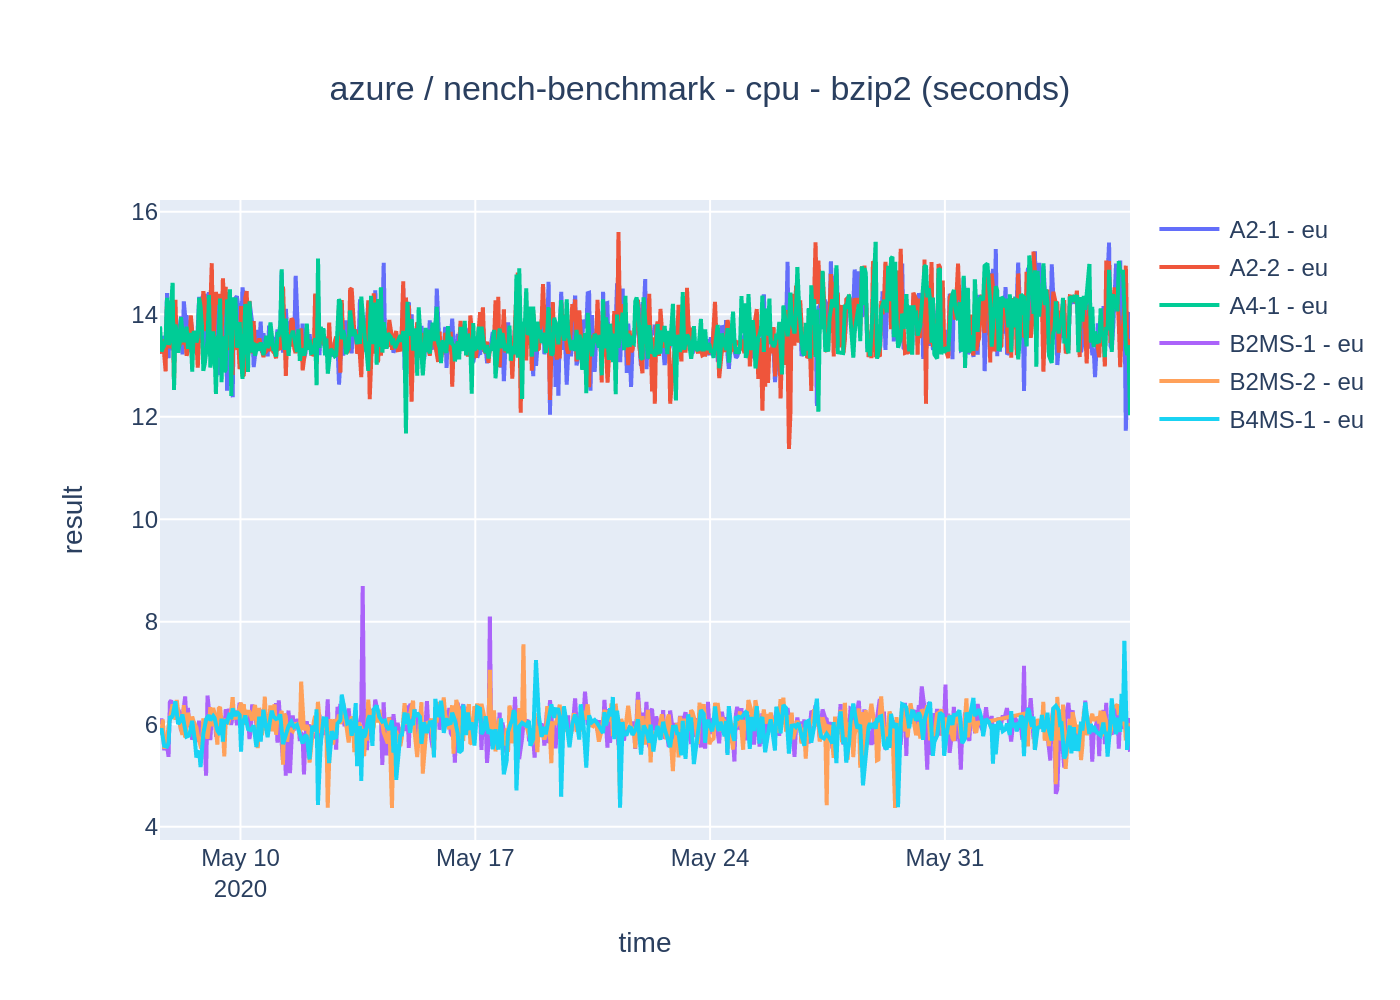 azure / nench-benchmark - cpu - bzip2 (seconds)
16
14
12
10
8
6
4
result
May 10
2020
May 17
May 24
May 31
time
A2-1 - eu
A2-2 - eu
A4-1 - eu
B2MS-1 - eu
B2MS-2 - eu
B4MS-1 - eu